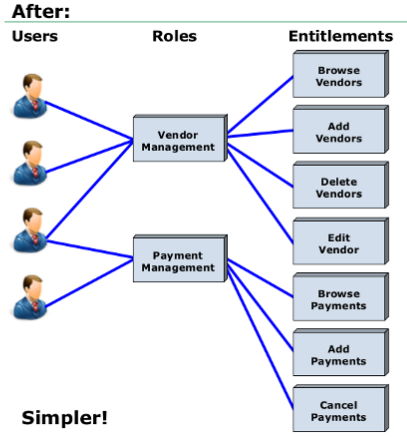 After:
Users
Roles
Entitlements
Browse
Vendors
Vendor
Management
Add
Vendors
Delete
Vendors
Edit
Vendor
Payment
Management
Browse
Payments
Add
Payments
Cancel
Payments
Simpler!